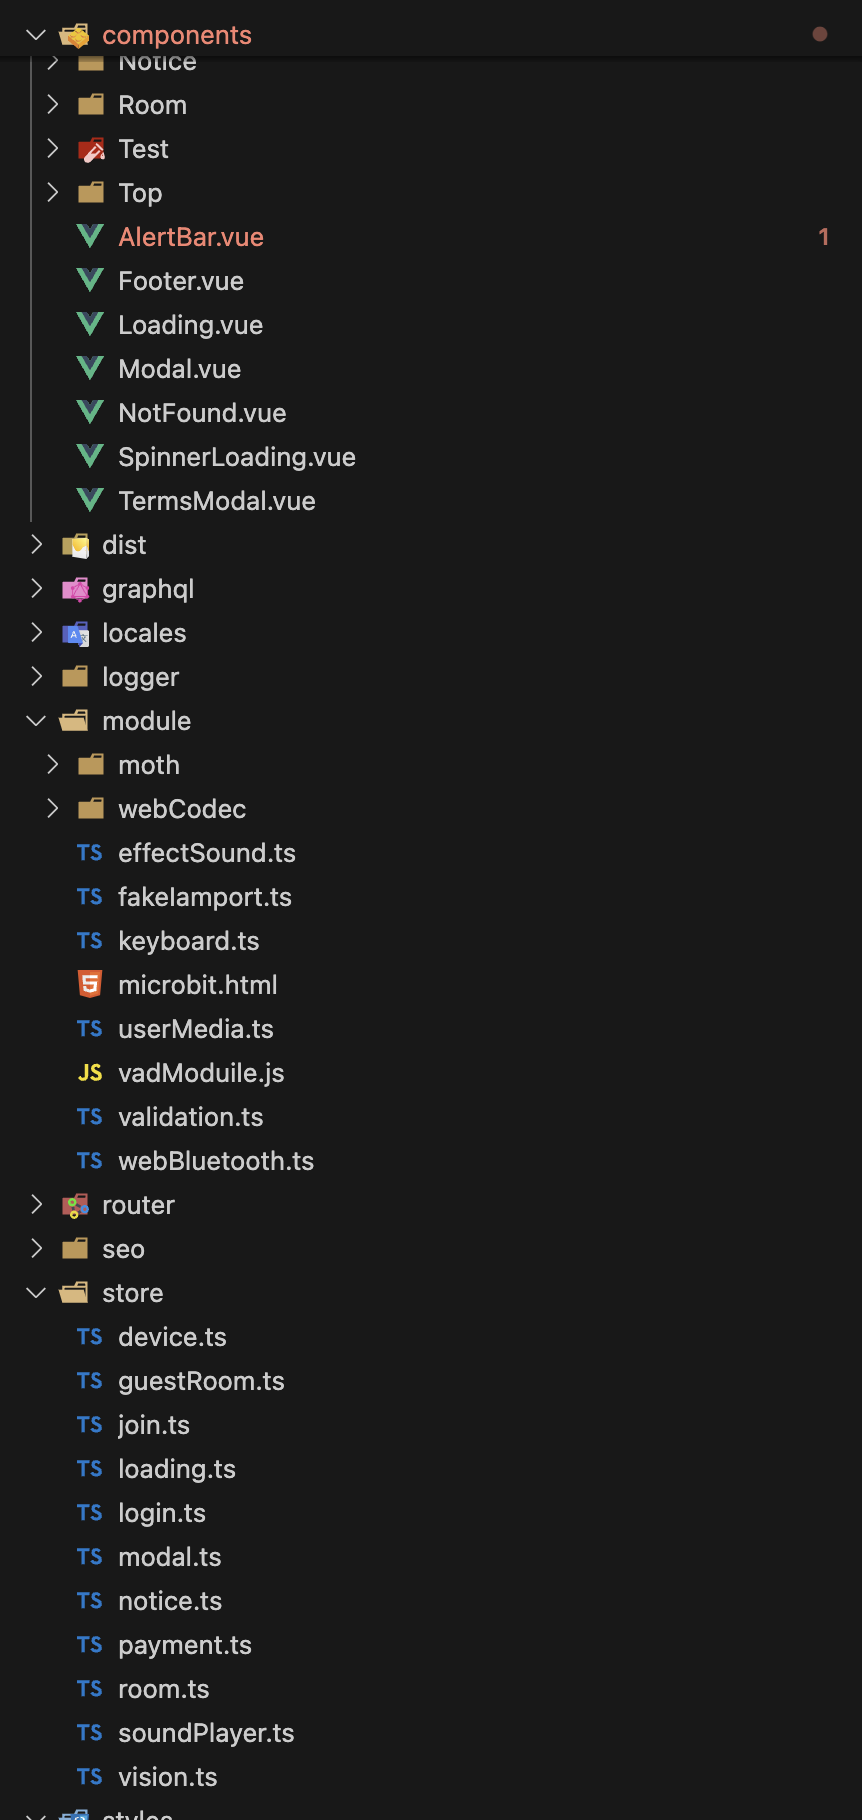 components
Notice
Room
Test
Top
AlertBar.vue 1
Footer.vue
Loading.vue
Modal.vue
NotFound.vue
SpinnerLoading.vue
TermsModal.vue
dist
graphql
locales
logger
module
moth
webCodec
TS effectSound.ts
TS fakeIamport.ts
TS keyboard.ts
microbit.html
TS userMedia.ts
JS vadModuile.js
TS validation.ts
TS webBluetooth.ts
router
seo
store
TS device.ts
TS guestRoom.ts
TS join.ts
TS loading.ts
TS login.ts
TS modal.ts
TS notice.ts
TS payment.ts
TS room.ts
TS soundPlayer.ts
TS vision.ts
styles